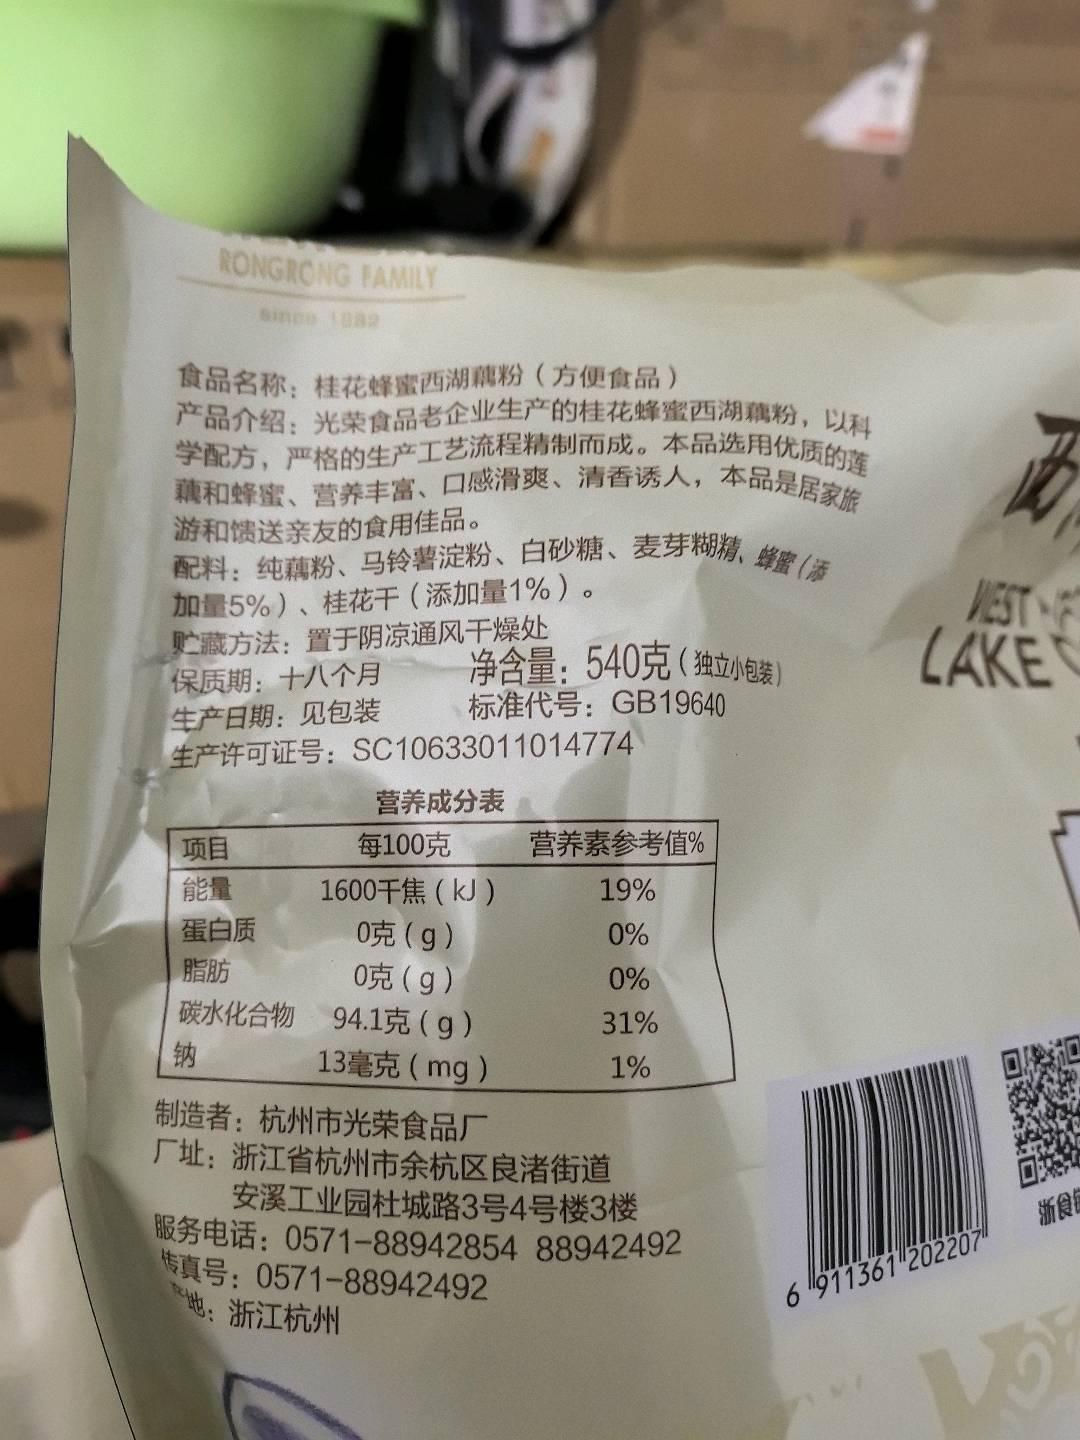 RONGRONG FAMILY
since 1982
食品名称：桂花蜂蜜西湖藕粉（方便食品）
产品介绍：光荣食品老企业生产的桂花蜂蜜西湖藕粉，以科
学配方，严格的生产工艺流程精制而成。本品选用优质的莲
藕和蜂蜜、营养丰富、口感滑爽、清香诱人，本品是居家旅
游和馈送亲友的食用佳品。
配料：纯藕粉、马铃薯淀粉、白砂糖、麦芽糊精、蜂蜜（添
加量5%）、桂花干（添加量1%）。
贮藏方法：置于阴凉通风干燥处
保质期：十八个月 净含量：540克（独立小包装）
生产日期：见包装 标准代号：GB19640
生产许可证号：SC10633011014774
营养成分表
项目 每100克 营养素参考值%
能量 1600千焦（kJ） 19%
蛋白质 0克（g） 0%
脂肪 0克（g） 0%
碳水化合物 94.1克（g） 31%
钠 13毫克（mg） 1%
制造者：杭州市光荣食品厂
厂址：浙江省杭州市余杭区良渚街道
安溪工业园杜城路3号4号楼3楼
服务电话：0571-88942854 88942492
传真号：0571-88942492
产地：浙江杭州
6 911361 202207
浙食
西
WEST
LAKE